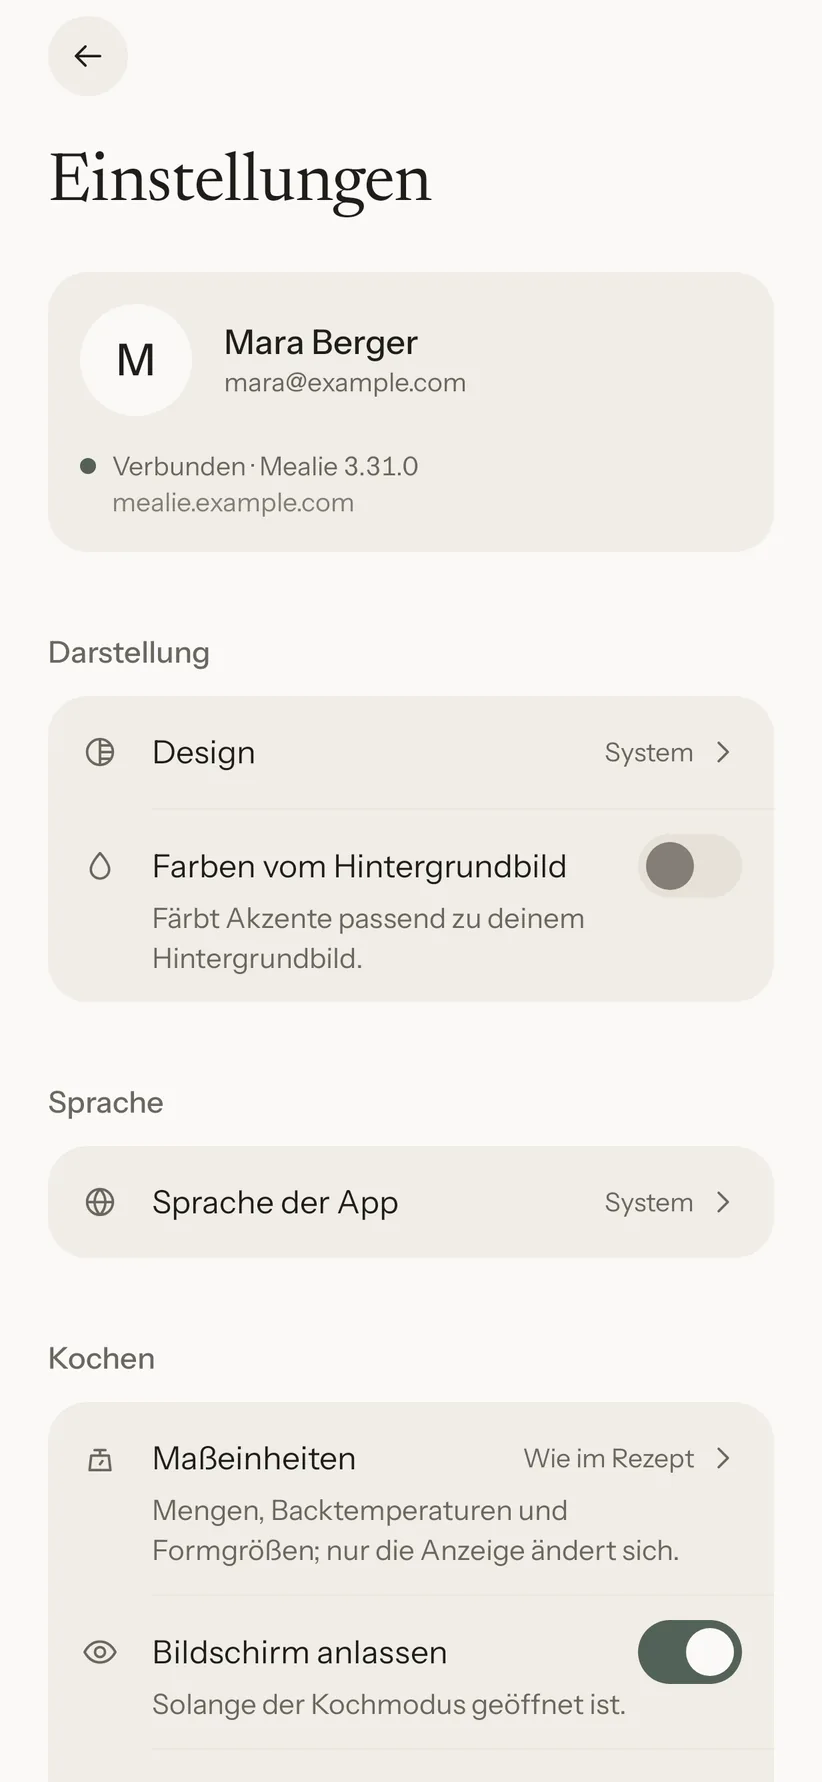 Einstellungen
M
Mara Berger
mara@example.com
Verbunden · Mealie 3.31.0
mealie.example.com
Darstellung
Design System
Farben vom Hintergrundbild
Färbt Akzente passend zu deinem
Hintergrundbild.
Sprache
Sprache der App System
Kochen
Maßeinheiten Wie im Rezept
Mengen, Backtemperaturen und
Formgrößen; nur die Anzeige ändert sich.
Bildschirm anlassen
Solange der Kochmodus geöffnet ist.